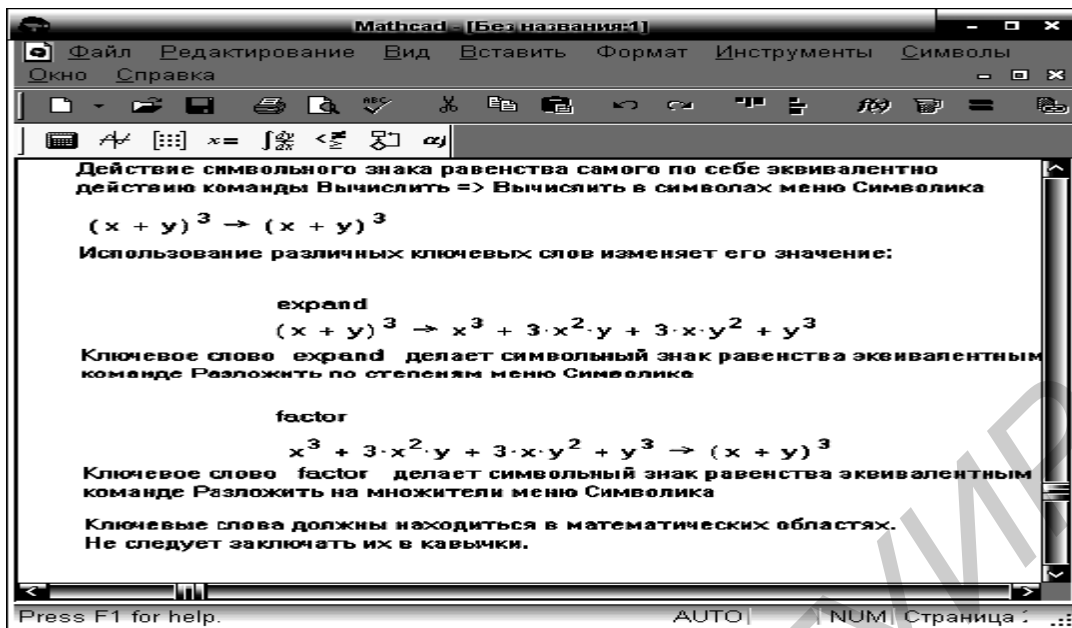 Mathcad - [Без названия:1]
Файл Редактирование Вид Вставить Формат Инструменты Символы
Окно Справка
Действие символьного знака равенства самого по себе эквивалентно
действию команды Вычислить => Вычислить в символах меню Символика
(x + y)³ → (x + y)³
Использование различных ключевых слов изменяет его значение:
expand
(x + y)³ → x³ + 3·x²·y + 3·x·y² + y³
Ключевое слово expand делает символьный знак равенства эквивалентным
команде Разложить по степеням меню Символика
factor
x³ + 3·x²·y + 3·x·y² + y³ → (x + y)³
Ключевое слово factor делает символьный знак равенства эквивалентным
команде Разложить на множители меню Символика
Ключевые слова должны находиться в математических областях.
Не следует заключать их в кавычки.
Press F1 for help. AUTO NUM Страница